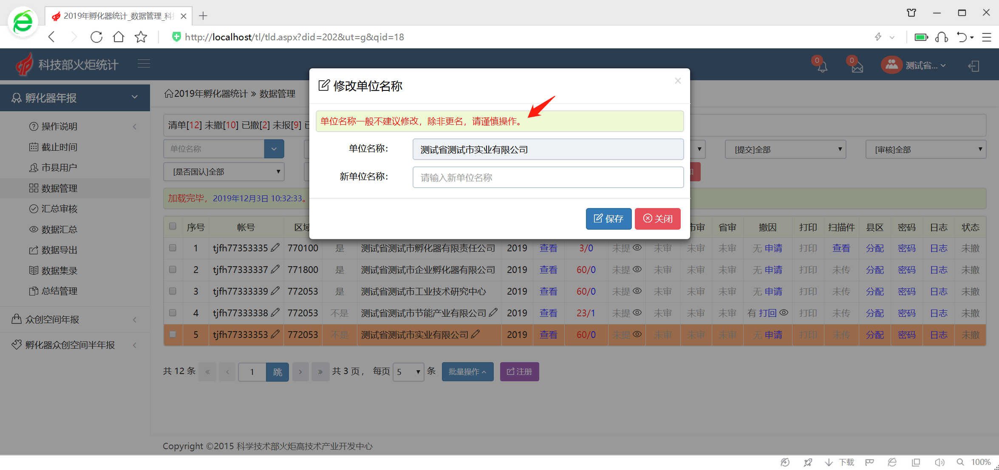 2019年孵化器统计_数据管理_科
http://localhost/tl/tld.aspx?did=202&ut=g&qid=18
科技部火炬统计
0
0
测试省...
孵化器年报
操作说明
截止时间
市县用户
数据管理
汇总审核
数据汇总
数据导出
数据集录
总结管理
众创空间年报
孵化器众创空间半年报
2019年孵化器统计 » 数据管理
清单[12] 未撤[10] 已撤[2] 未报[9]
单位名称
[提交]全部
[审核]全部
[是否国认]全部
加载完毕，2019年12月3日 10:32:33。
修改单位名称
×
单位名称一般不建议修改，除非更名，请谨慎操作。
单位名称：
测试省测试市实业有限公司
新单位名称：
请输入新单位名称
保存
关闭
序号 帐号 区域 市审 省审 撤因 打印 扫描件 县区 密码 日志 状态
1 tjfh77353335 770100 是 测试省测试市孵化器有限责任公司 2019 查看 3/0 未提 未审 未审 未审 无 申请 打印 查看 分配 密码 日志 未撤
2 tjfh77333337 771800 是 测试省测试市企业孵化器有限公司 2019 查看 60/0 未提 未审 未审 未审 无 申请 打印 未传 分配 密码 日志 未撤
3 tjfh77333339 772053 是 测试省测试市工业技术研究中心 2019 查看 60/0 未提 未审 未审 未审 无 申请 打印 未传 分配 密码 日志 未撤
4 tjfh77333338 772053 不是 测试省测试市节能产业有限公司 2019 查看 23/1 未提 未审 未审 未审 有 打回 打印 未传 分配 密码 日志 未撤
5 tjfh77333353 772053 不是 测试省测试市实业有限公司 2019 查看 60/0 未提 未审 未审 未审 无 申请 打印 未传 分配 密码 日志 未撤
共 12 条 « ‹ 1 跳 › » 共 3 页， 每页 5 条 批量操作 注册
Copyright ©2015 科学技术部火炬高技术产业开发中心
下载 100%